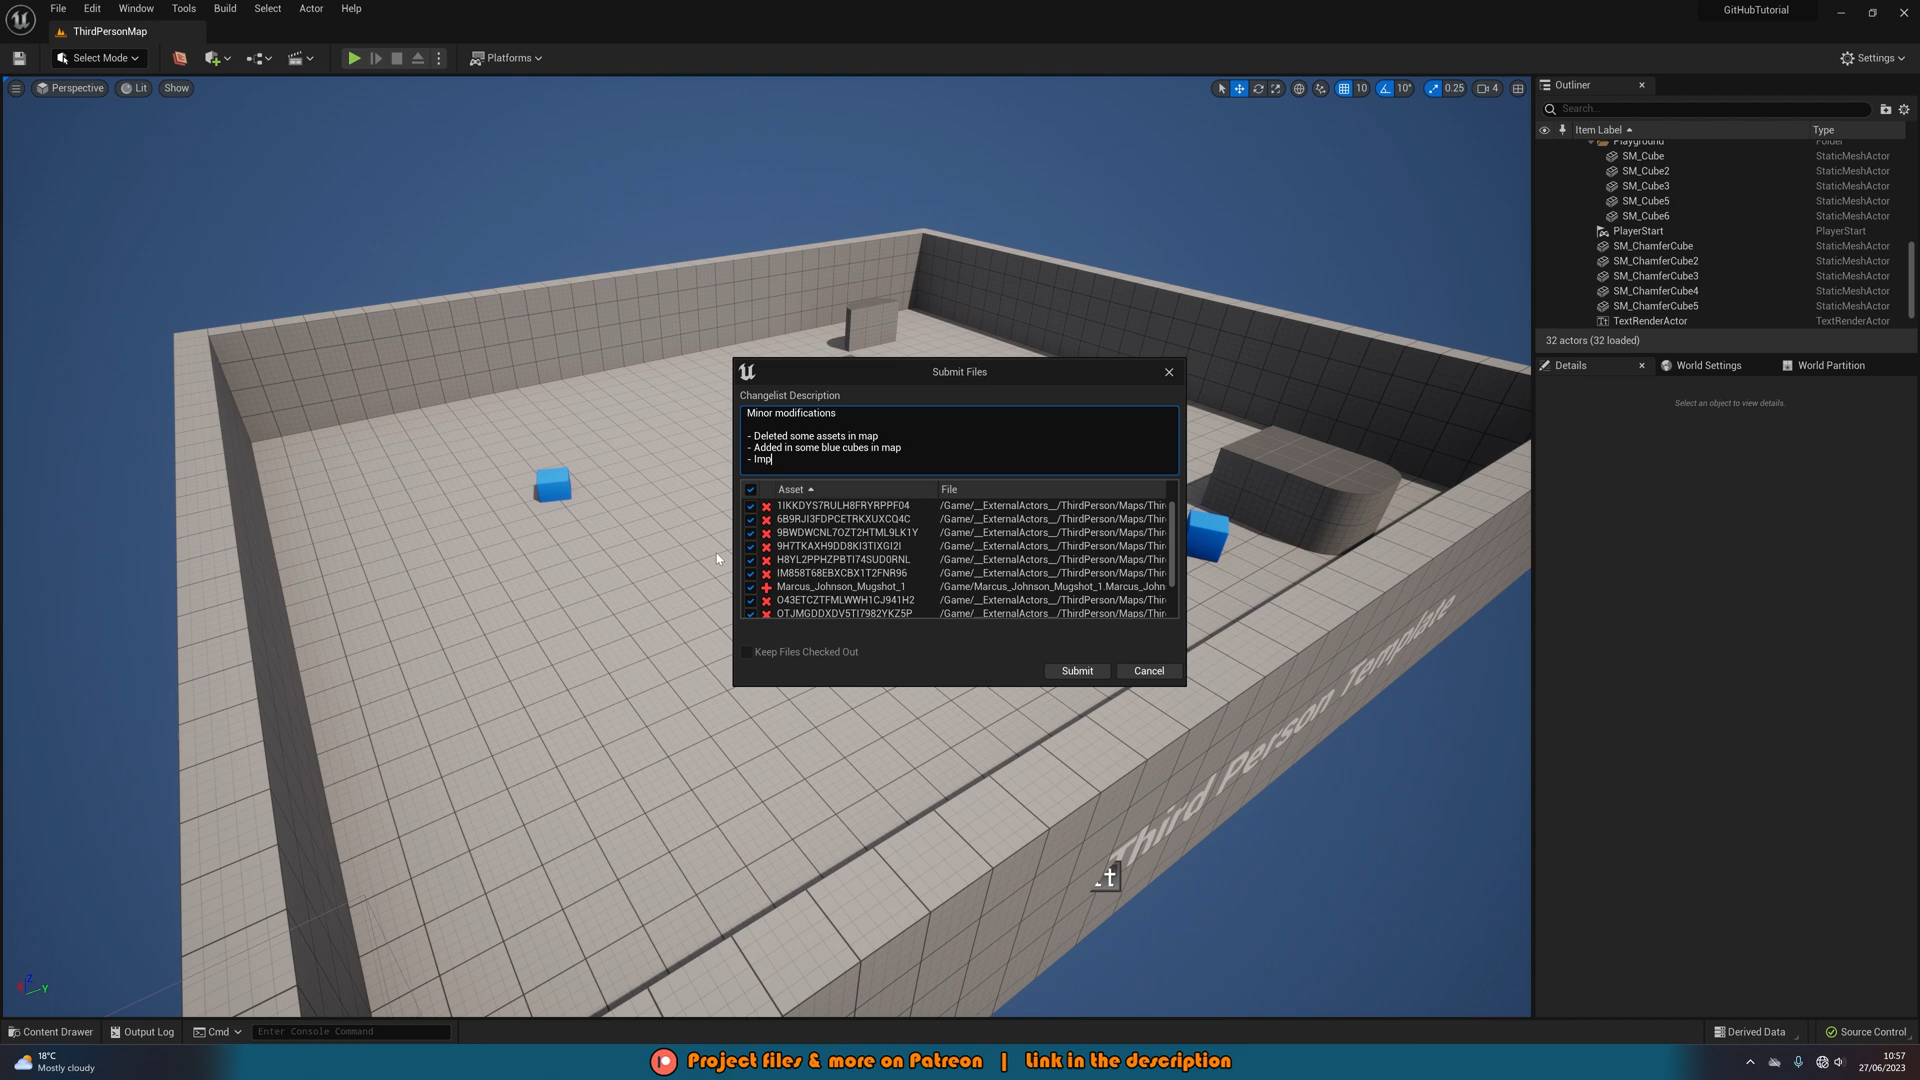 File Edit Window Tools Build Select Actor Help
GitHubTutorial
ThirdPersonMap
Select Mode
Platforms
Settings
Perspective
Lit
Show
10
10°
0.25
4
Outliner
Search...
Item Label
Type
Playground
Folder
SM_Cube StaticMeshActor
SM_Cube2 StaticMeshActor
SM_Cube3 StaticMeshActor
SM_Cube5 StaticMeshActor
SM_Cube6 StaticMeshActor
PlayerStart PlayerStart
SM_ChamferCube StaticMeshActor
SM_ChamferCube2 StaticMeshActor
SM_ChamferCube3 StaticMeshActor
SM_ChamferCube4 StaticMeshActor
SM_ChamferCube5 StaticMeshActor
TextRenderActor TextRenderActor
32 actors (32 loaded)
Details
World Settings
World Partition
Select an object to view details.
Submit Files
Changelist Description
Minor modifications
- Deleted some assets in map
- Added in some blue cubes in map
- Imp
Asset File
1IKKDYS7RULH8FRYRPPF04 /Game/__ExternalActors__/ThirdPerson/Maps/Thir
6B9RJI3FDPCETRKXUXCQ4C /Game/__ExternalActors__/ThirdPerson/Maps/Thir
9BWDWCNL7OZT2HTML9LK1Y /Game/__ExternalActors__/ThirdPerson/Maps/Thir
9H7TKAXH9DD8KI3TIXGI2I /Game/__ExternalActors__/ThirdPerson/Maps/Thir
H8YL2PPHZPBTI74SUD0RNL /Game/__ExternalActors__/ThirdPerson/Maps/Thir
IM858T68EBXCBX1T2FNR96 /Game/__ExternalActors__/ThirdPerson/Maps/Thir
Marcus_Johnson_Mugshot_1 /Game/Marcus_Johnson_Mugshot_1.Marcus_John
O43ETCZTFMLWWH1CJ941H2 /Game/__ExternalActors__/ThirdPerson/Maps/Thir
OTJMGDDXDV5TI7982YKZ5P /Game/__ExternalActors__/ThirdPerson/Maps/Thir
Keep Files Checked Out
Submit
Cancel
Third Person Template
Tt
Z
Y
Content Drawer
Output Log
Cmd
Enter Console Command
Derived Data
Source Control
18°C
Mostly cloudy
Project files & more on Patreon | Link in the description
10:57
27/06/2023